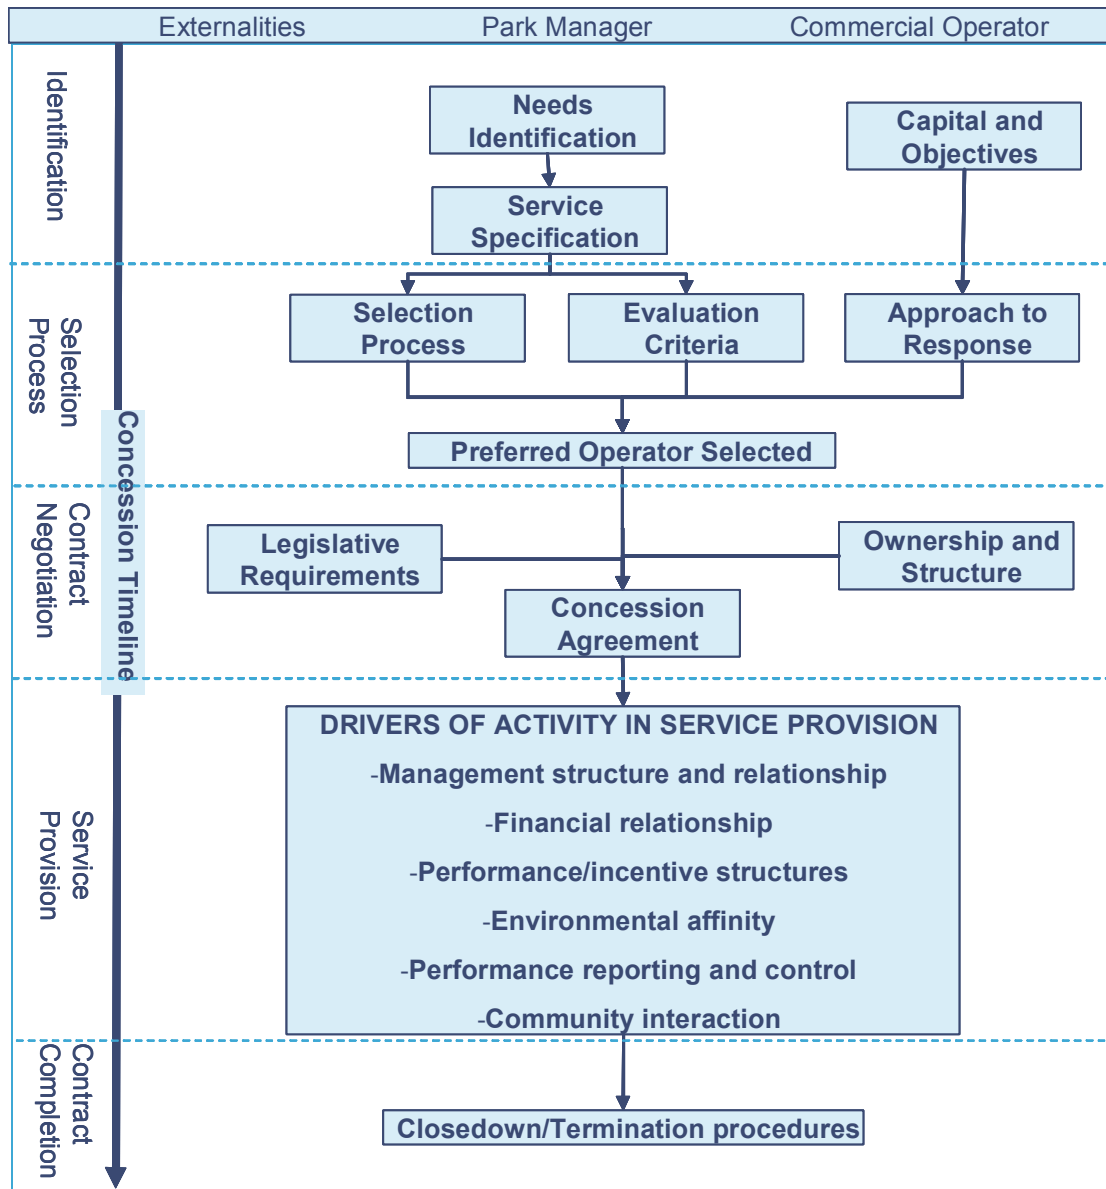 Externalities Park Manager Commercial Operator
Identification
Needs
Identification
Capital and
Objectives
Service
Specification
Selection
Process
Selection
Process
Evaluation
Criteria
Approach to
Response
Preferred Operator Selected
Concession Timeline
Contract
Negotiation
Legislative
Requirements
Ownership and
Structure
Concession
Agreement
Service
Provision
DRIVERS OF ACTIVITY IN SERVICE PROVISION
-Management structure and relationship
-Financial relationship
-Performance/incentive structures
-Environmental affinity
-Performance reporting and control
-Community interaction
Contract
Completion
Closedown/Termination procedures